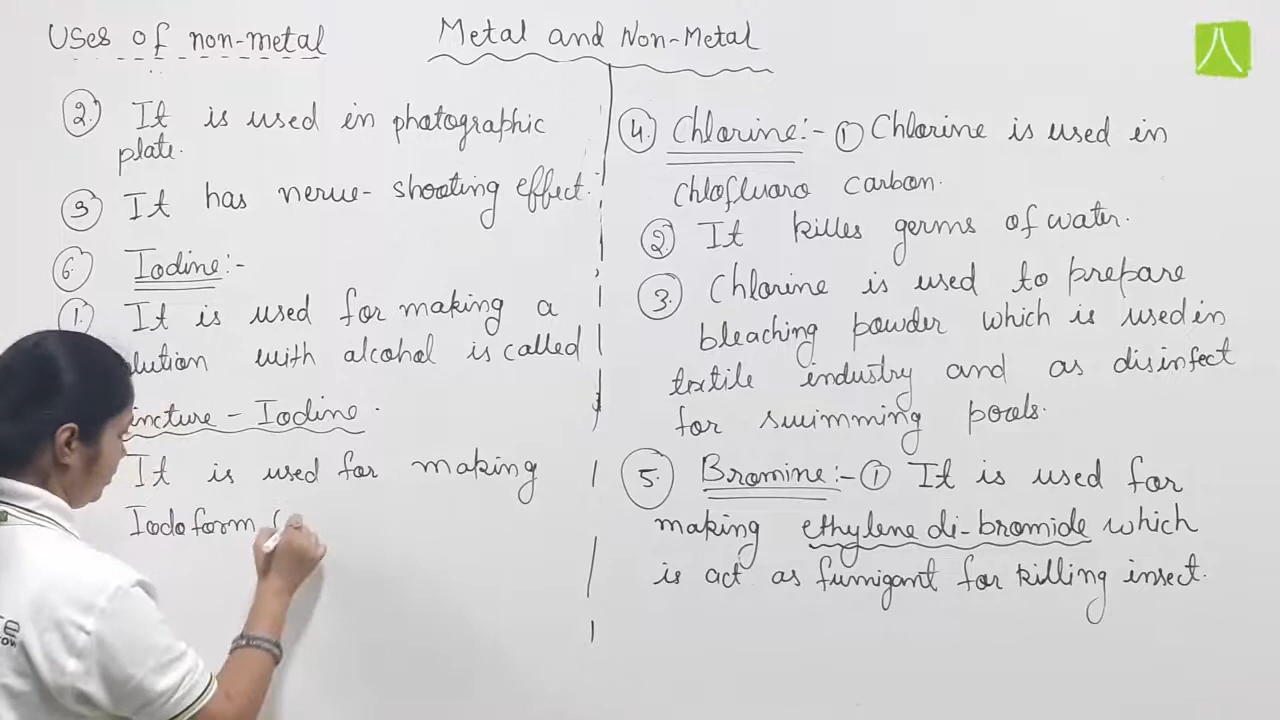 Uses of non-metal
Metal and Non-Metal
2. It is used in photographic
plate.
3 It has nerve-shooting effect.
6. Iodine:-
1. It is used for making a
lution with alcohol is called
incture - Iodine.
It is used for making
Iodoform (
4. Chlorine:- 1 Chlorine is used in
chlofluoro carbon.
2 It killes germs of water.
3. Chlorine is used to prepare
bleaching powder which is used in
textile industry and as disinfect
for swimming pools.
5. Bromine:- 1 It is used for
making ethylene di-bromide which
is act as fumigant for killing insect.